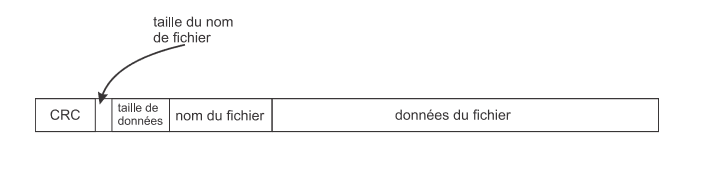 taille du nom
de fichier
CRC
taille de
données
nom du fichier
données du fichier